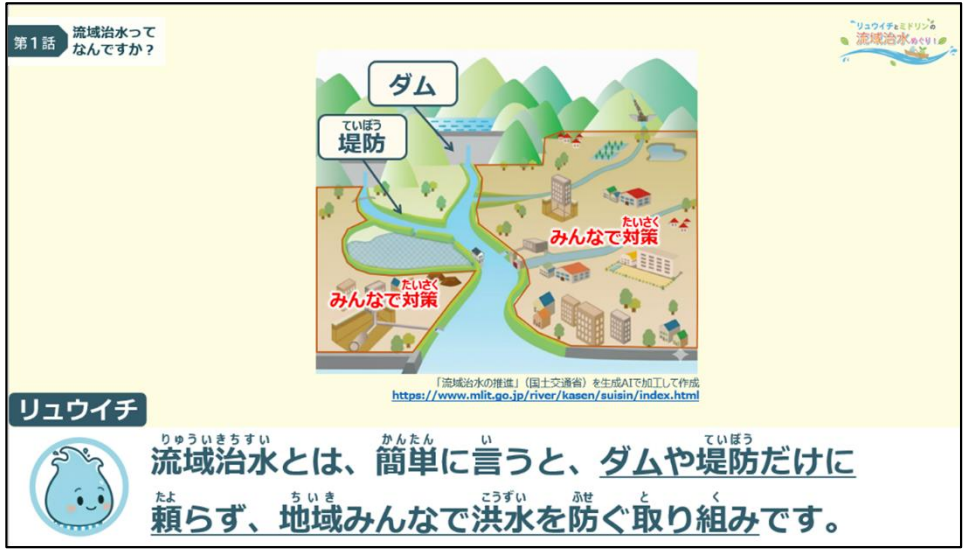 第1話
流域治水って
なんですか？
リュウイチとミドリンの
流域治水めぐり！
ダム
ていぼう
堤防
たいさく
みんなで対策
たいさく
みんなで対策
「流域治水の推進」（国土交通省）を生成AIで加工して作成
https://www.mlit.go.jp/river/kasen/suisin/index.html
リュウイチ
りゅういきちすい かんたん い ていぼう
流域治水とは、簡単に言うと、ダムや堤防だけに
たよ ちいき こうずい ふせ と く
頼らず、地域みんなで洪水を防ぐ取り組みです。